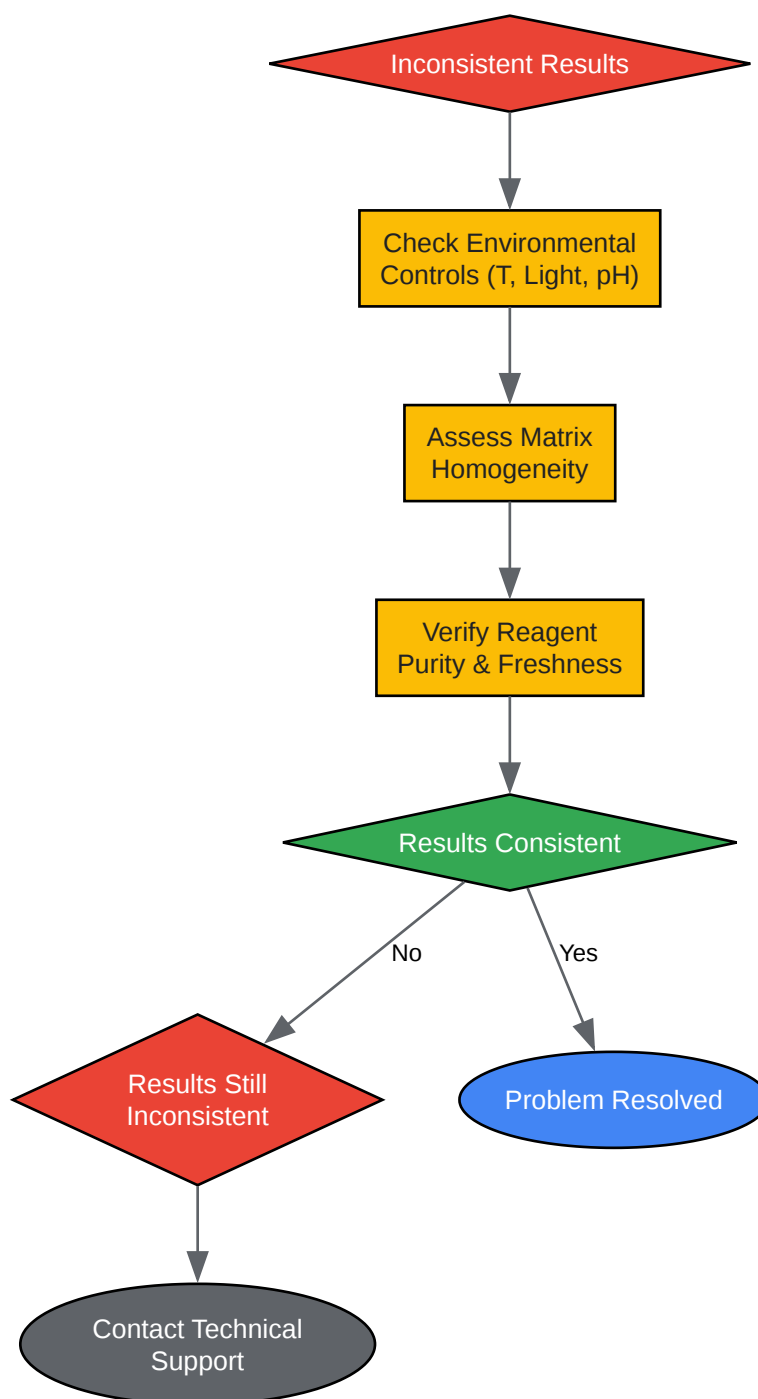 Inconsistent Results
Check Environmental
Controls (T, Light, pH)
Assess Matrix
Homogeneity
Verify Reagent
Purity & Freshness
Results Consistent
No
Yes
Results Still
Inconsistent
Problem Resolved
Contact Technical
Support